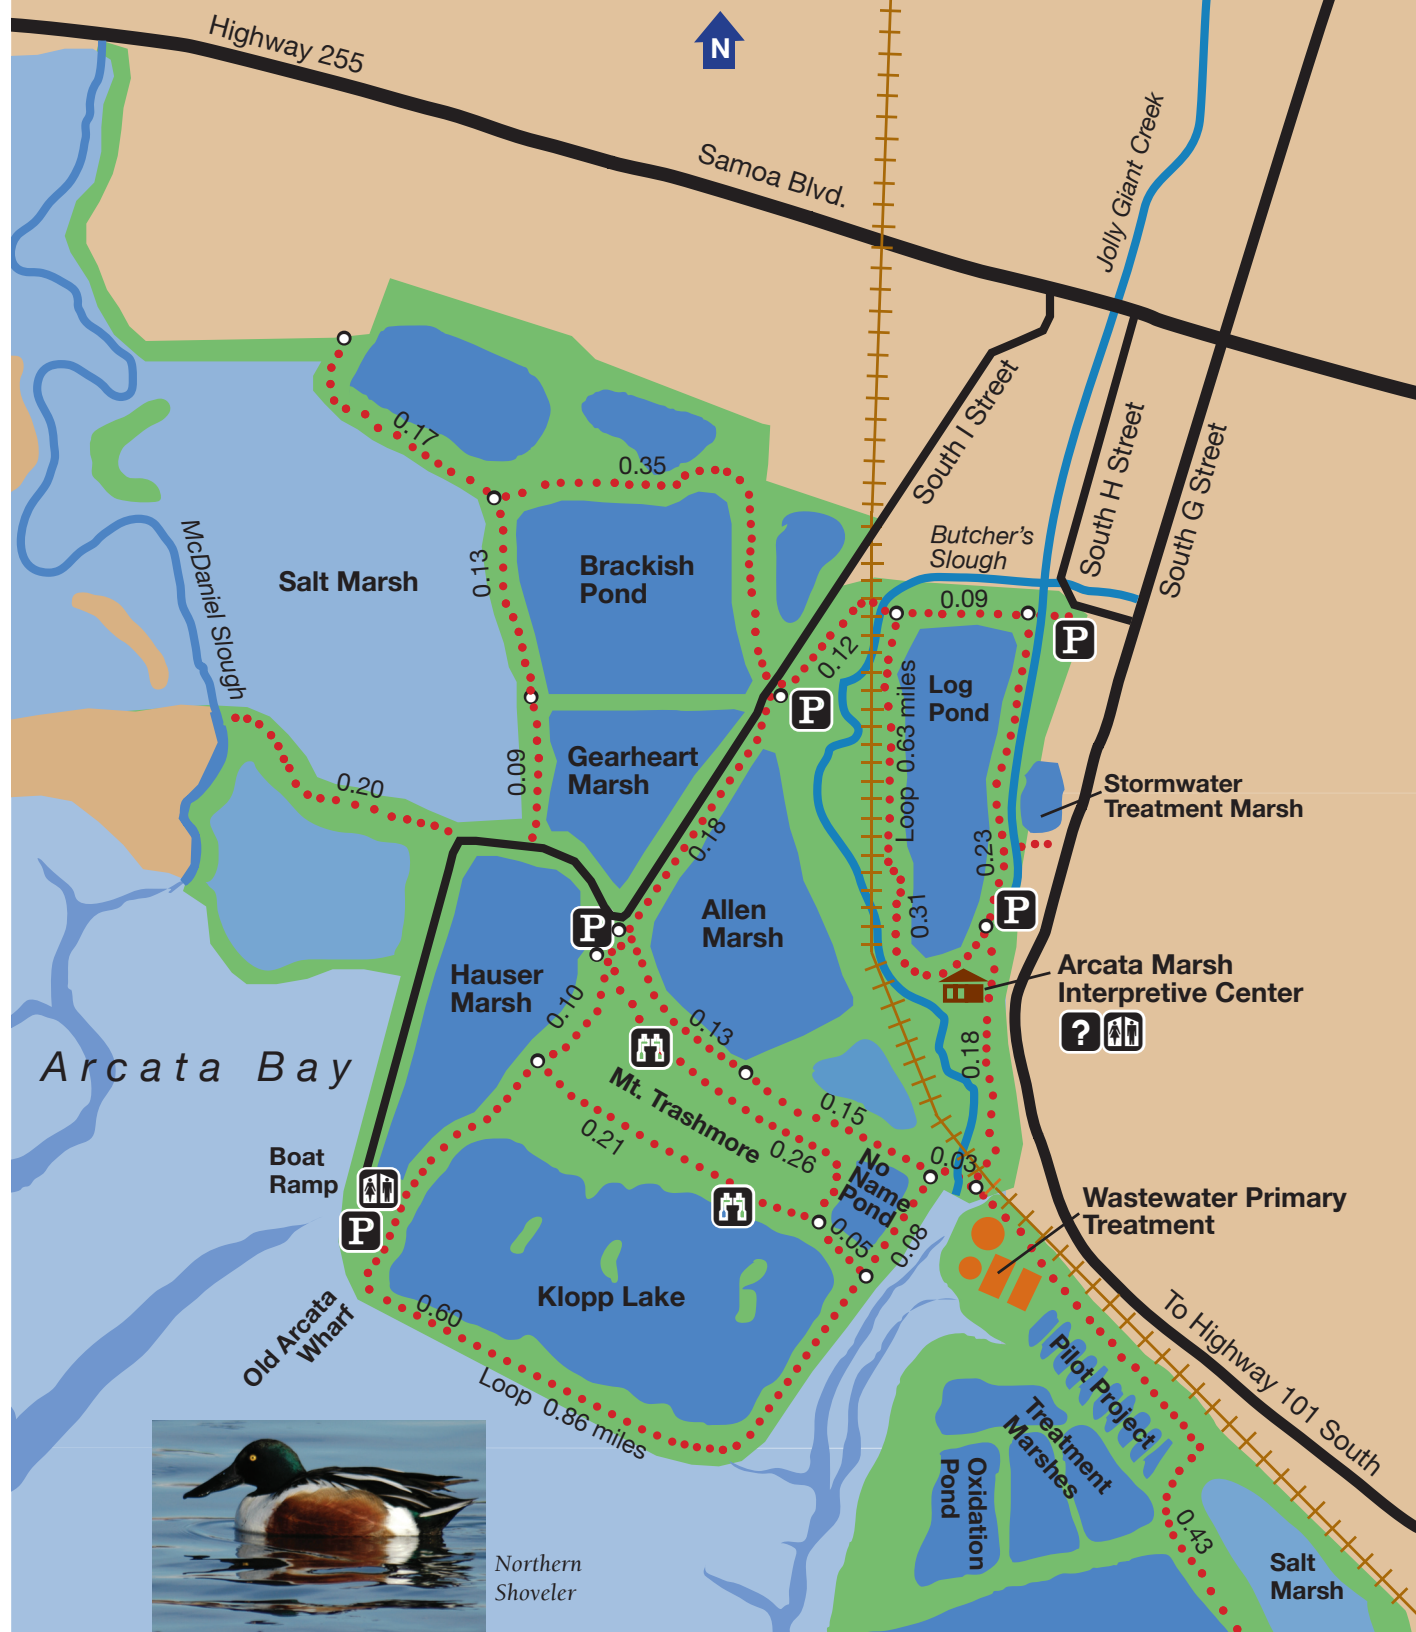 Highway 255
N
Samoa Blvd.
Jolly Giant Creek
South I Street
South H Street
South G Street
0.17
0.35
Butcher's
Slough
0.13
Brackish
Pond
Salt Marsh
McDaniel Slough
0.09
P
0.12
P
Log
Pond
Loop 0.63 miles
Gearheart
Marsh
0.09
0.20
0.18
Stormwater
Treatment Marsh
0.23
0.31
P
Allen
Marsh
P
Hauser
Marsh
0.10
Arcata Marsh
Interpretive Center
?
0.13
0.18
Arcata Bay
Mt. Trashmore
0.15
0.21
0.26
No
Name
Pond
0.03
Boat
Ramp
P
Wastewater Primary
Treatment
0.05
0.08
Klopp Lake
0.60
Old Arcata
Wharf
Loop 0.86 miles
To Highway 101 South
Pilot Project
Treatment
Marshes
Oxidation
Pond
0.43
Salt
Marsh
Northern
Shoveler